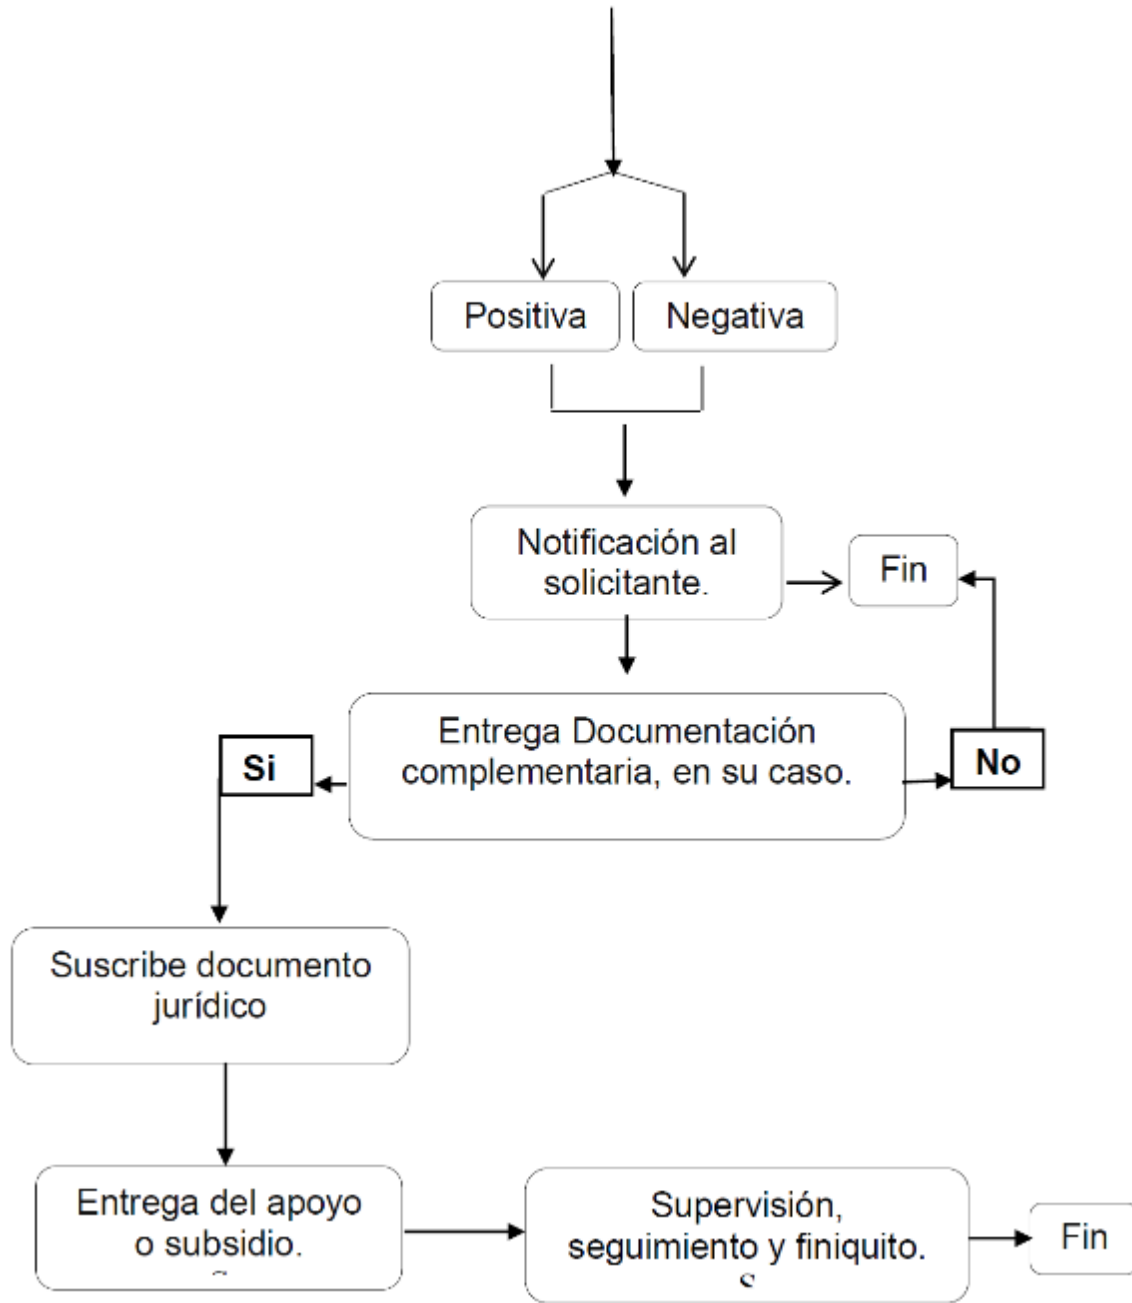 Positiva
Negativa
Notificación al
solicitante.
Fin
Entrega Documentación
complementaria, en su caso.
Si
No
Suscribe documento
jurídico
Entrega del apoyo
o subsidio.
Supervisión,
seguimiento y finiquito.
Fin